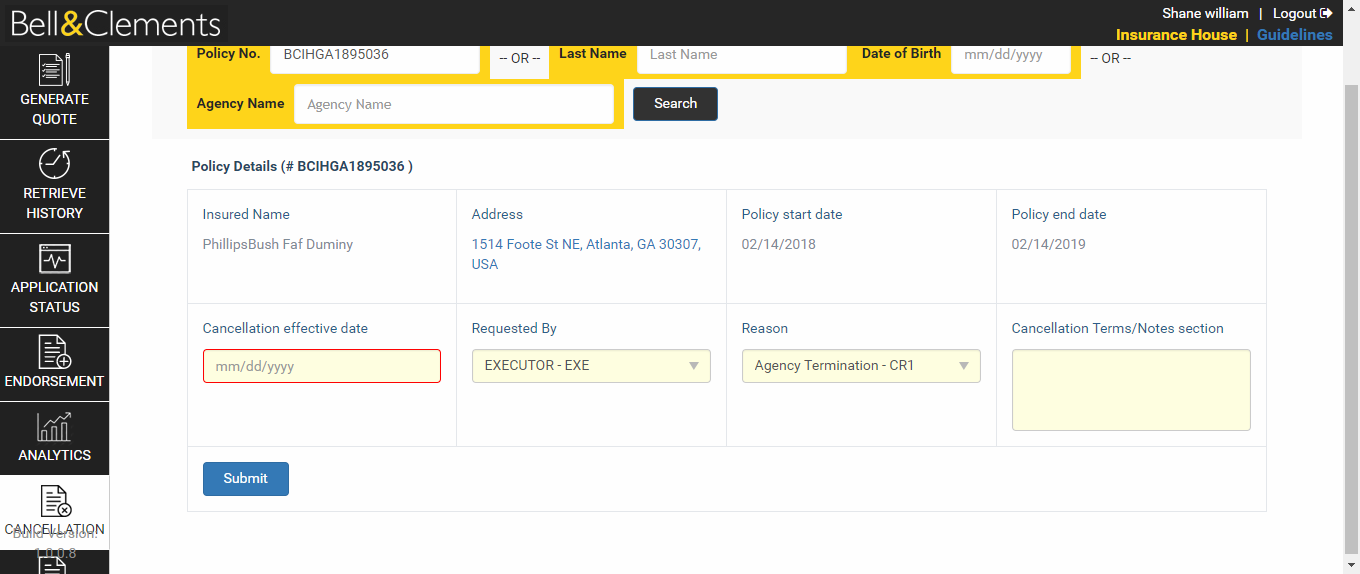 Bell&Clements
Shane william | Logout
Insurance House | Guidelines
GENERATE
QUOTE
RETRIEVE
HISTORY
APPLICATION
STATUS
ENDORSEMENT
ANALYTICS
CANCELLATION
Build Version:
1.0.0.8
Policy No. BCIHGA1895036 -- OR -- Last Name Last Name Date of Birth mm/dd/yyyy -- OR --
Agency Name Agency Name Search
Policy Details (# BCIHGA1895036 )
Insured Name
PhillipsBush Faf Duminy
Address
1514 Foote St NE, Atlanta, GA 30307,
USA
Policy start date
02/14/2018
Policy end date
02/14/2019
Cancellation effective date
mm/dd/yyyy
Requested By
EXECUTOR - EXE
Reason
Agency Termination - CR1
Cancellation Terms/Notes section
Submit